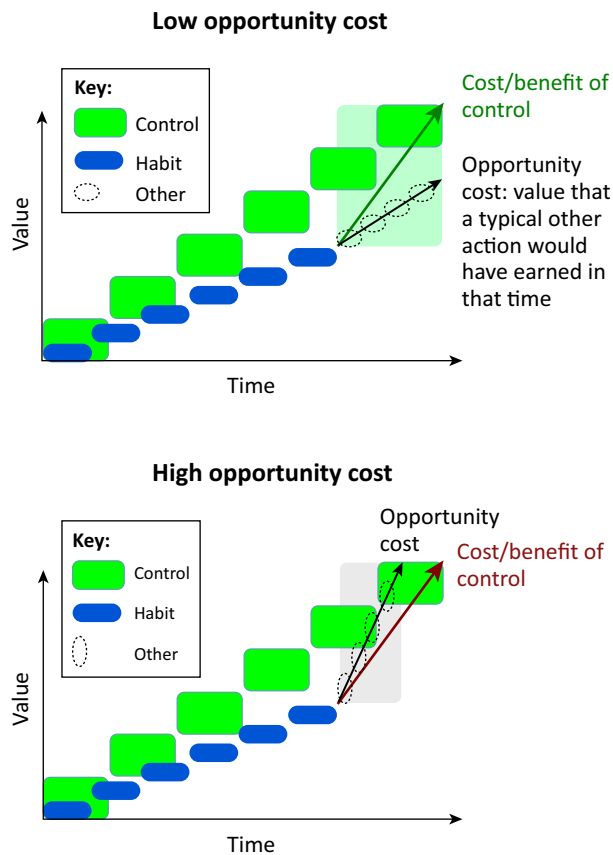 Low opportunity cost
Key:
Control
Habit
Other
Cost/benefit of
control
Opportunity
cost: value that
a typical other
action would
have earned in
that time
Value
Time
High opportunity cost
Key:
Control
Habit
Other
Opportunity
cost
Cost/benefit of
control
Value
Time